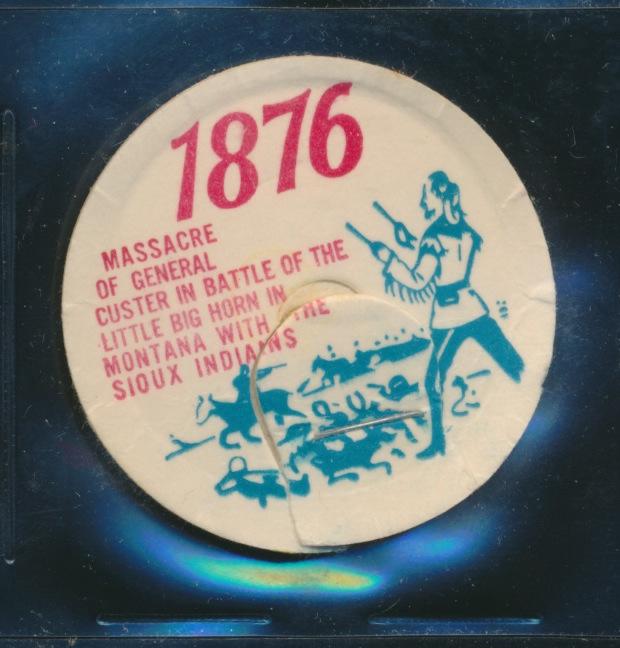 1876
MASSACRE
OF GENERAL
CUSTER IN BATTLE OF THE
LITTLE BIG HORN IN
MONTANA WITH THE
SIOUX INDIANS